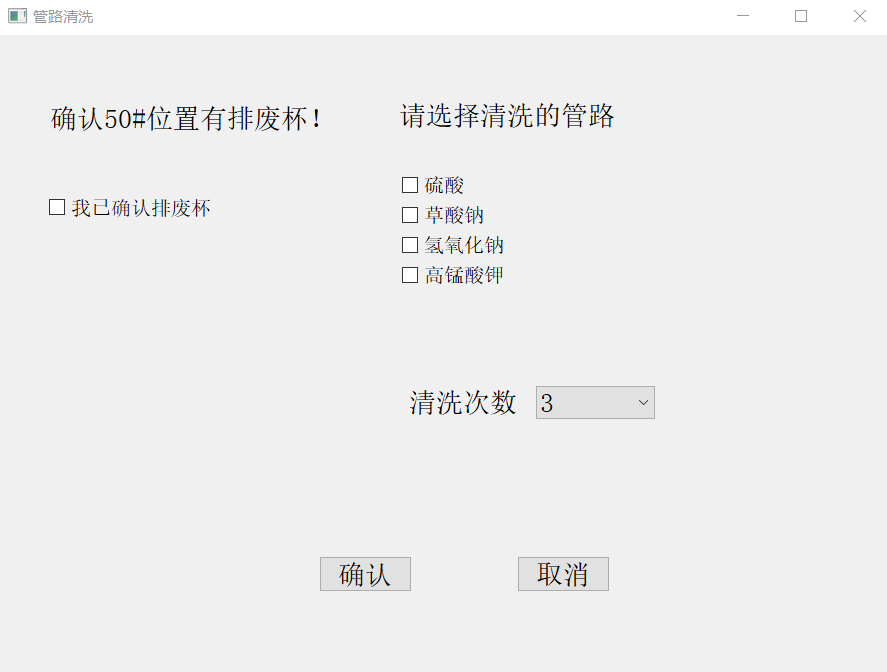 管路清洗
确认50#位置有排废杯！
请选择清洗的管路
我已确认排废杯
硫酸
草酸钠
氢氧化钠
高锰酸钾
清洗次数 3
确认
取消